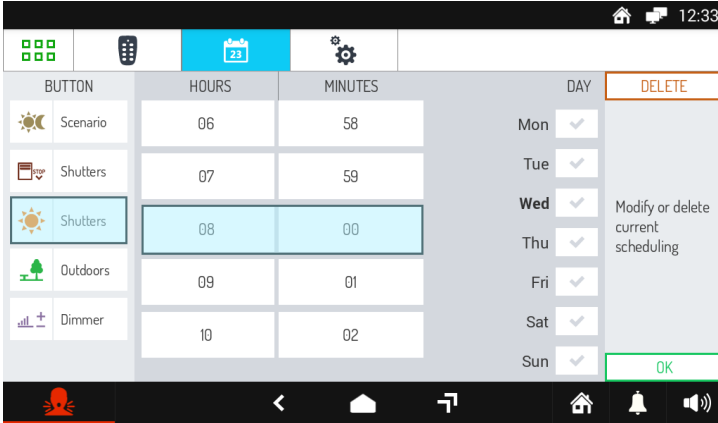 12:33
23
BUTTON
HOURS
MINUTES
DAY
DELETE
Scenario
06
58
Mon
STOP
Shutters
07
59
Tue
Shutters
08
00
Wed
Modify or delete
current
scheduling
Thu
Outdoors
09
01
Fri
Dimmer
10
02
Sat
Sun
OK